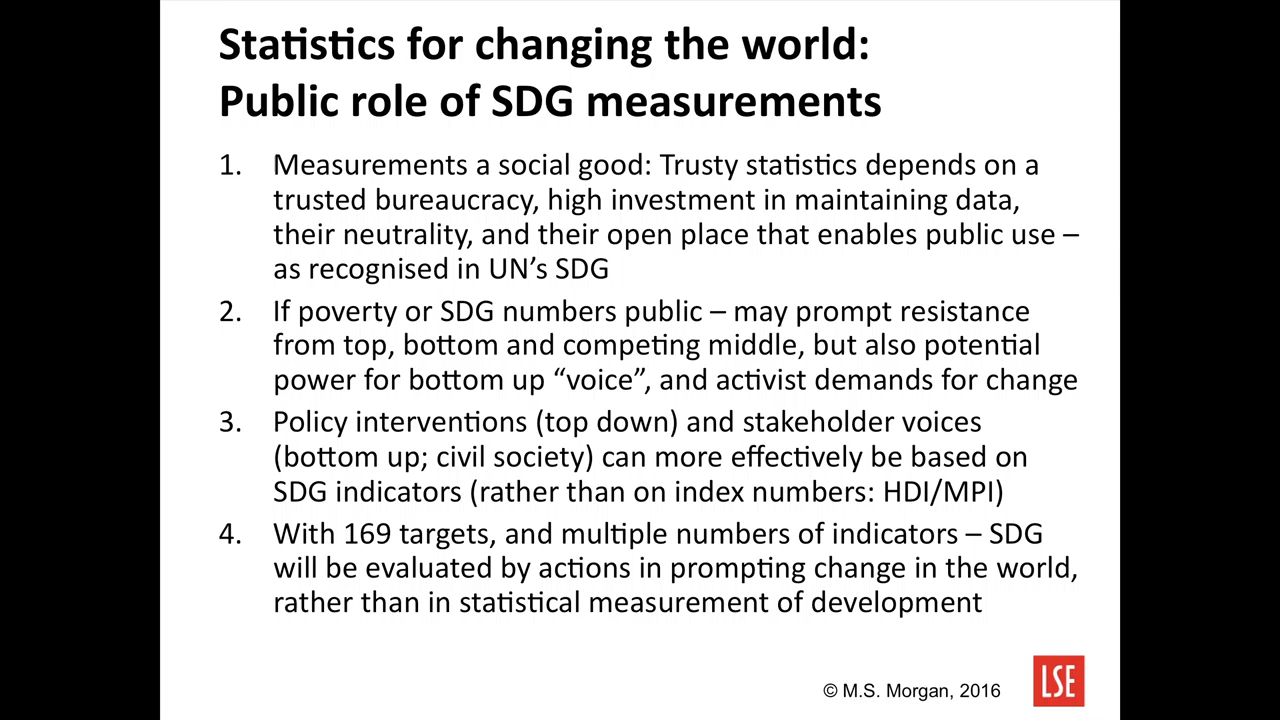 Statistics for changing the world:
Public role of SDG measurements
1. Measurements a social good: Trusty statistics depends on a
trusted bureaucracy, high investment in maintaining data,
their neutrality, and their open place that enables public use –
as recognised in UN’s SDG
2. If poverty or SDG numbers public – may prompt resistance
from top, bottom and competing middle, but also potential
power for bottom up “voice”, and activist demands for change
3. Policy interventions (top down) and stakeholder voices
(bottom up; civil society) can more effectively be based on
SDG indicators (rather than on index numbers: HDI/MPI)
4. With 169 targets, and multiple numbers of indicators – SDG
will be evaluated by actions in prompting change in the world,
rather than in statistical measurement of development
© M.S. Morgan, 2016
LSE